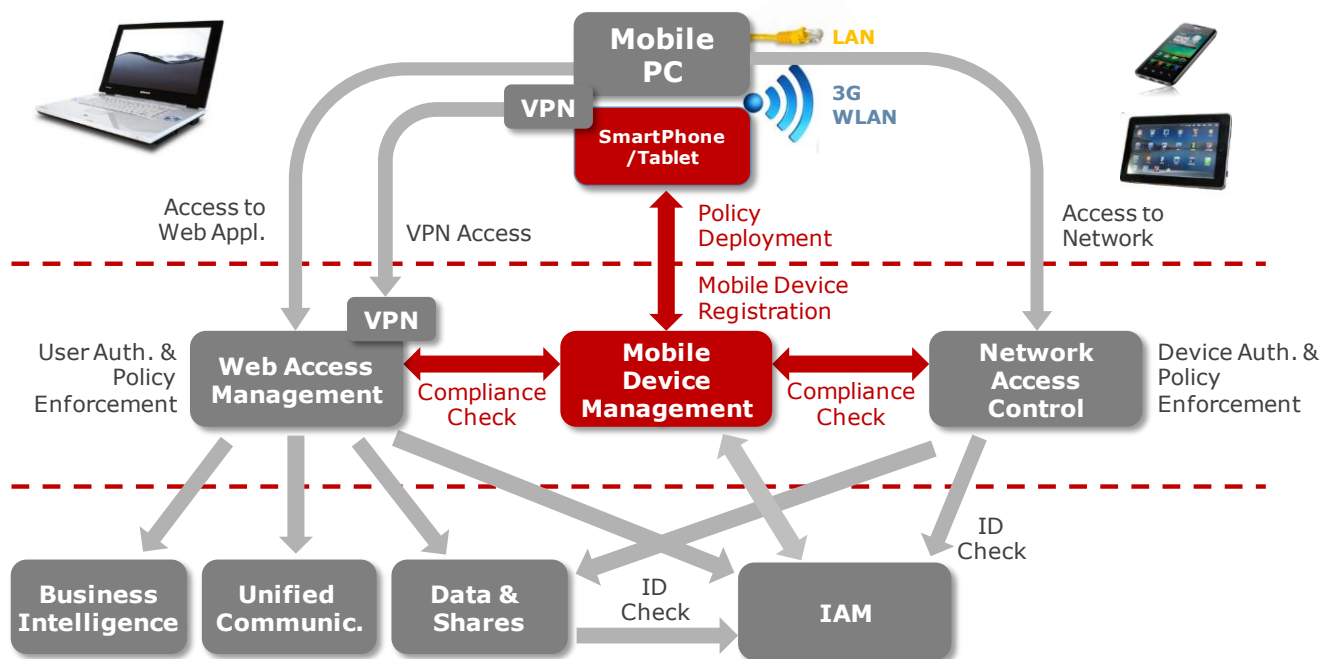 Mobile
PC
LAN
3G
WLAN
VPN
SmartPhone
/Tablet
Access to
Web Appl.
VPN Access
Policy
Deployment
Access to
Network
Mobile Device
Registration
VPN
User Auth. &
Policy
Enforcement
Web Access
Management
Compliance
Check
Mobile
Device
Management
Compliance
Check
Network
Access
Control
Device Auth. &
Policy
Enforcement
ID
Check
Business
Intelligence
Unified
Communic.
Data &
Shares
ID
Check
IAM